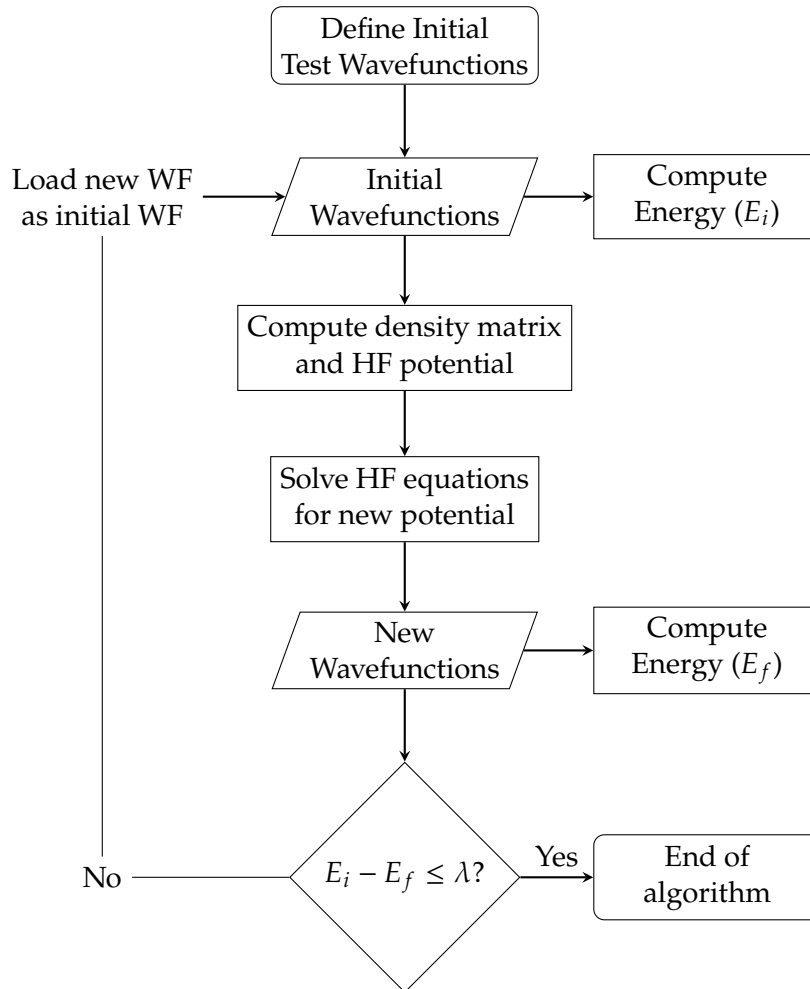 Define Initial
Test Wavefunctions
Load new WF
as initial WF
Initial
Wavefunctions
Compute
Energy (E_i)
Compute density matrix
and HF potential
Solve HF equations
for new potential
New
Wavefunctions
Compute
Energy (E_f)
No
E_i − E_f ≤ λ?
Yes
End of
algorithm